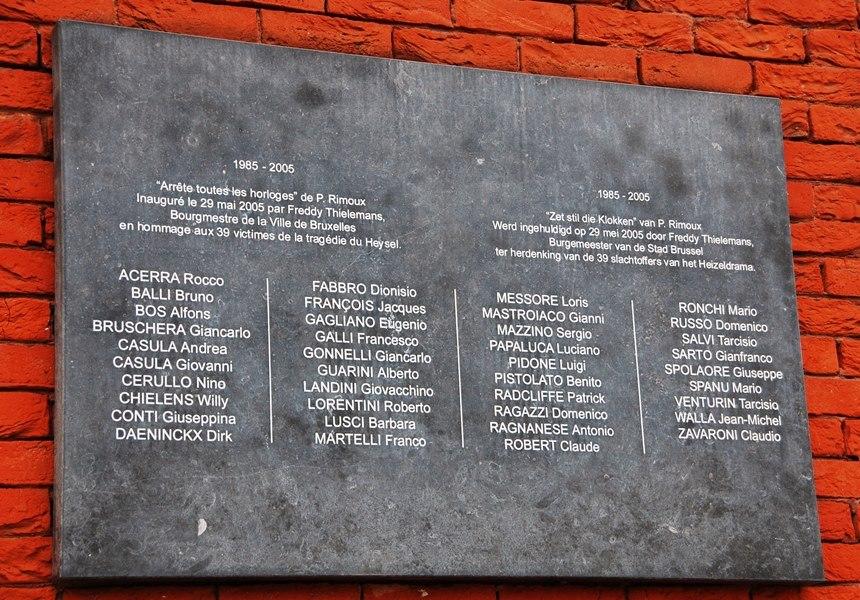 1985 - 2005
"Arrête toutes les horloges" de P. Rimoux
Inauguré le 29 mai 2005 par Freddy Thielemans,
Bourgmestre de la Ville de Bruxelles
en hommage aux 39 victimes de la tragédie du Heysel.
1985 - 2005
"Zet stil die Klokken" van P. Rimoux
Werd ingehuldigd op 29 mei 2005 door Freddy Thielemans,
Burgemeester van de Stad Brussel
ter herdenking van de 39 slachtoffers van het Heizeldrama.
ACERRA Rocco
BALLI Bruno
BOS Alfons
BRUSCHERA Giancarlo
CASULA Andrea
CASULA Giovanni
CERULLO Nino
CHIELENS Willy
CONTI Giuseppina
DAENINCKX Dirk
FABBRO Dionisio
FRANÇOIS Jacques
GAGLIANO Eugenio
GALLI Francesco
GONNELLI Giancarlo
GUARINI Alberto
LANDINI Giovacchino
LORENTINI Roberto
LUSCI Barbara
MARTELLI Franco
MESSORE Loris
MASTROIACO Gianni
MAZZINO Sergio
PAPALUCA Luciano
PIDONE Luigi
PISTOLATO Benito
RADCLIFFE Patrick
RAGAZZI Domenico
RAGNANESE Antonio
ROBERT Claude
RONCHI Mario
RUSSO Domenico
SALVI Tarcisio
SARTO Gianfranco
SPOLAORE Giuseppe
SPANU Mario
VENTURIN Tarcisio
WALLA Jean-Michel
ZAVARONI Claudio